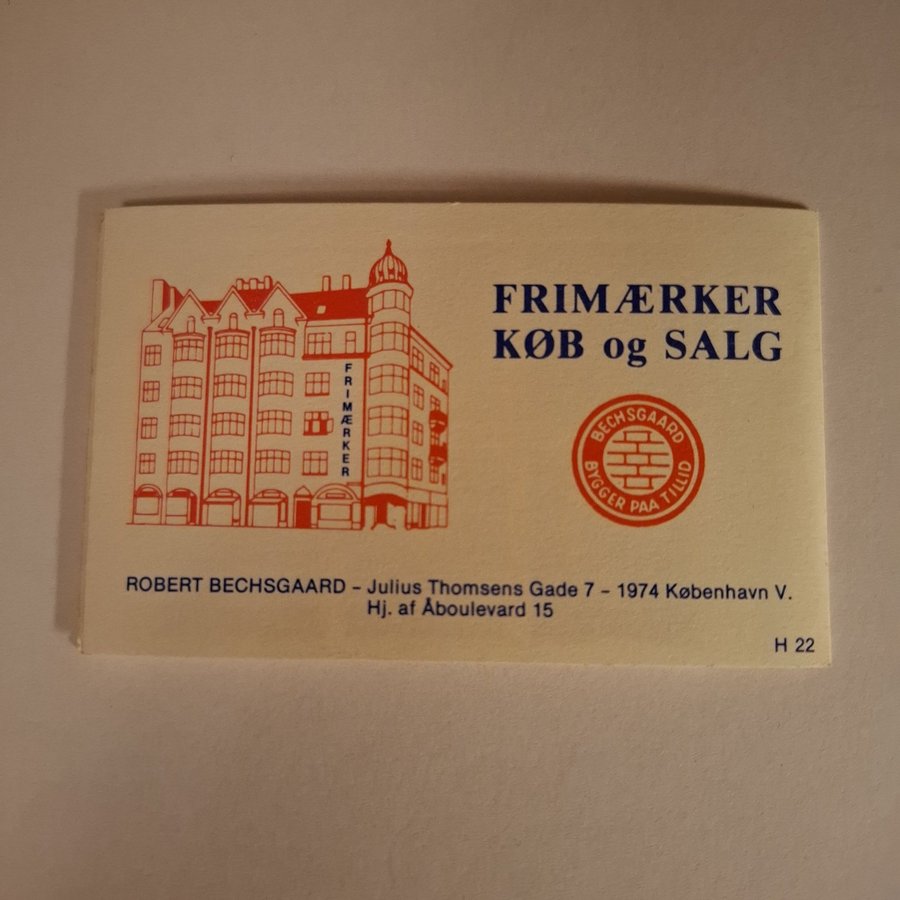 FRIMÆRKER
KØB og SALG
FRIMÆRKER
BECHSGAARD
BYGGER PAA TILLID
ROBERT BECHSGAARD – Julius Thomsens Gade 7 – 1974 København V.
Hj. af Åboulevard 15
H 22